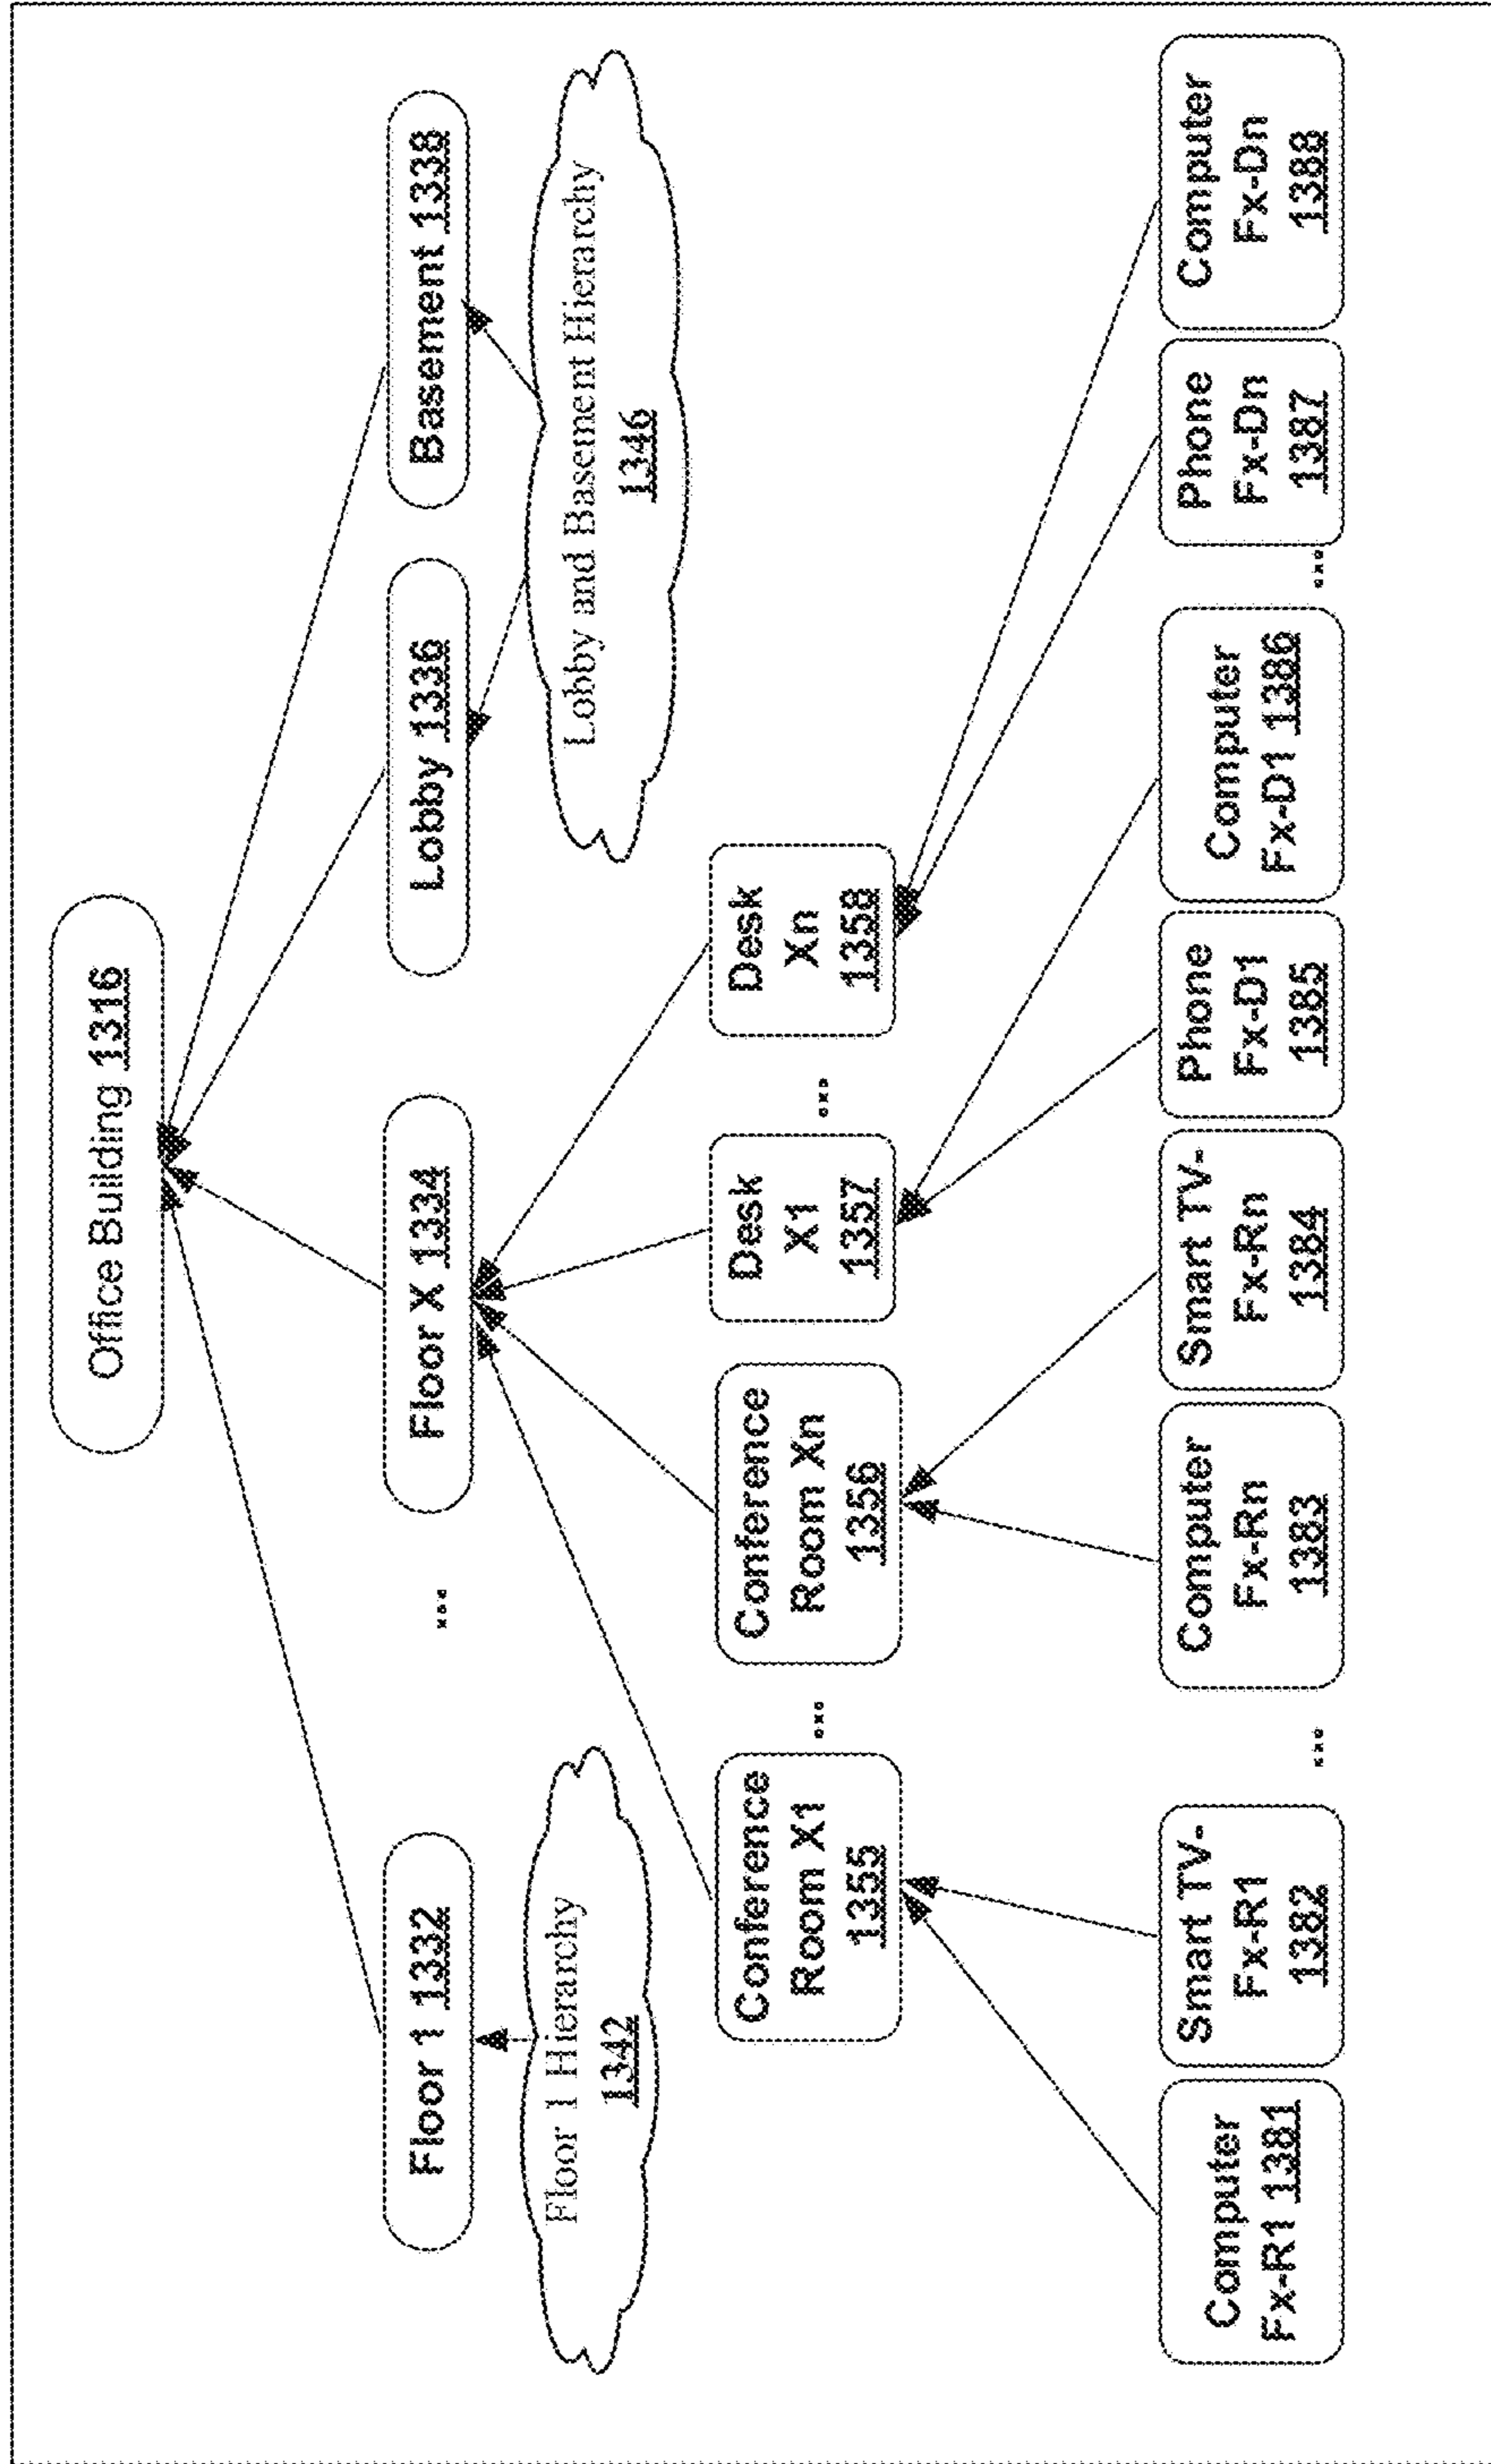 Office Building 1316
Floor 1 1332
...
Floor X 1334
Lobby 1336
Basement 1338
Floor 1 Hierarchy
1342
Lobby and Basement Hierarchy
1346
Conference
Room X1
1355
...
Conference
Room Xn
1356
Desk
X1
1357
...
Desk
Xn
1358
Computer
Fx-R1 1381
Smart TV-
Fx-R1
1382
...
Computer
Fx-Rn
1383
Smart TV-
Fx-Rn
1384
Phone
Fx-D1
1385
Computer
Fx-D1 1386
...
Phone
Fx-Dn
1387
Computer
Fx-Dn
1388